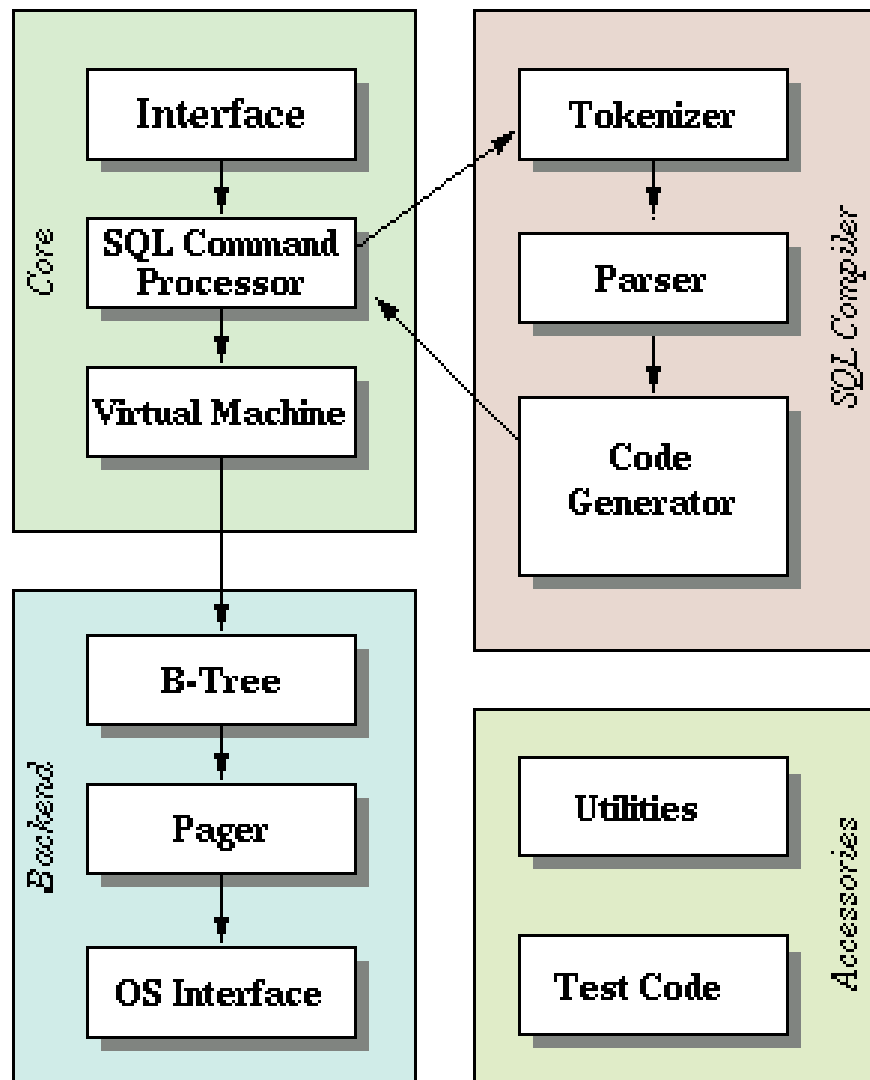 Core
Interface
SQL Command
Processor
Virtual Machine
SQL Compiler
Tokenizer
Parser
Code
Generator
Backend
B-Tree
Pager
OS Interface
Accessories
Utilities
Test Code